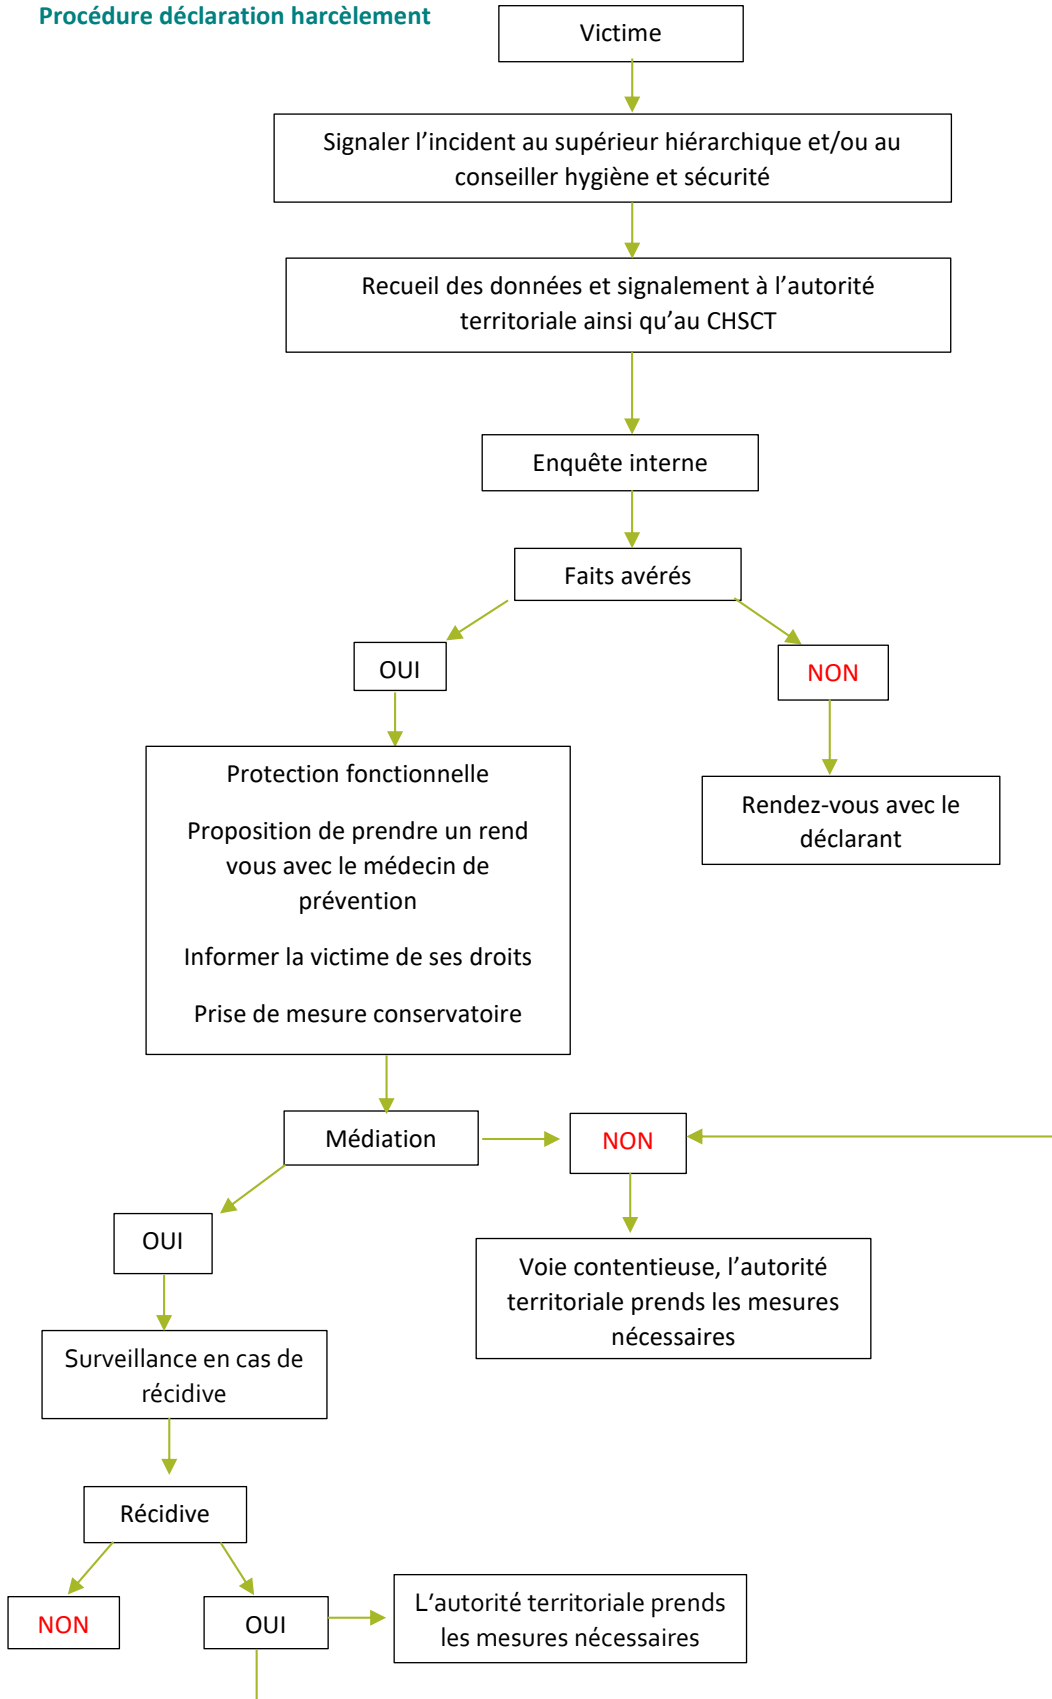 Procédure déclaration harcèlement
Victime
Signaler l’incident au supérieur hiérarchique et/ou au
conseiller hygiène et sécurité
Recueil des données et signalement à l’autorité
territoriale ainsi qu’au CHSCT
Enquête interne
Faits avérés
OUI
NON
Protection fonctionnelle
Proposition de prendre un rend
vous avec le médecin de
prévention
Informer la victime de ses droits
Prise de mesure conservatoire
Rendez-vous avec le
déclarant
Médiation
NON
OUI
Voie contentieuse, l’autorité
territoriale prends les mesures
nécessaires
Surveillance en cas de
récidive
Récidive
NON
OUI
L’autorité territoriale prends
les mesures nécessaires